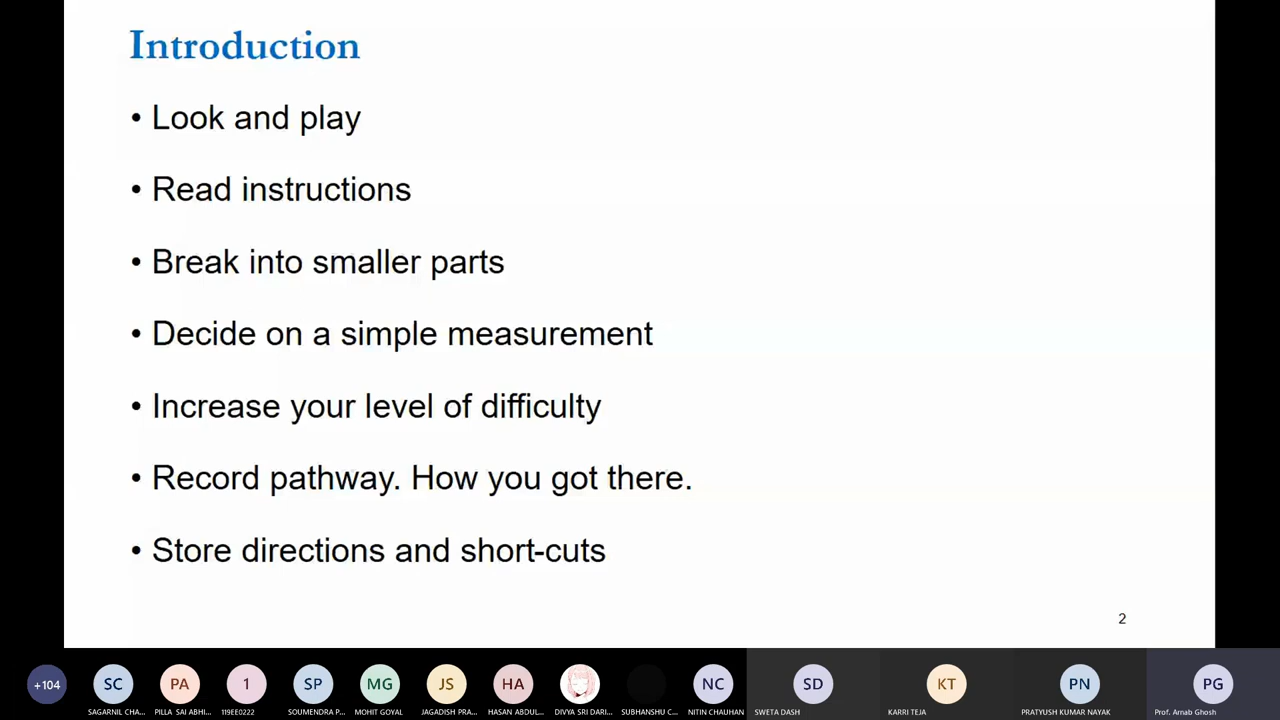 Introduction
• Look and play
• Read instructions
• Break into smaller parts
• Decide on a simple measurement
• Increase your level of difficulty
• Record pathway. How you got there.
• Store directions and short-cuts
2
+104 SC PA 1 SP MG JS HA NC SD KT PN PG
SAGARNIL CHA... PILLA SAI ABHI... 119EE0222 SOUMENDRA P... MOHIT GOYAL JAGADISH PRA... HASAN ABDUL... DIVYA SRI DARI... SUBHANSHU C... NITIN CHAUHAN SWETA DASH KARRI TEJA PRATYUSH KUMAR NAYAK Prof. Arnab Ghosh